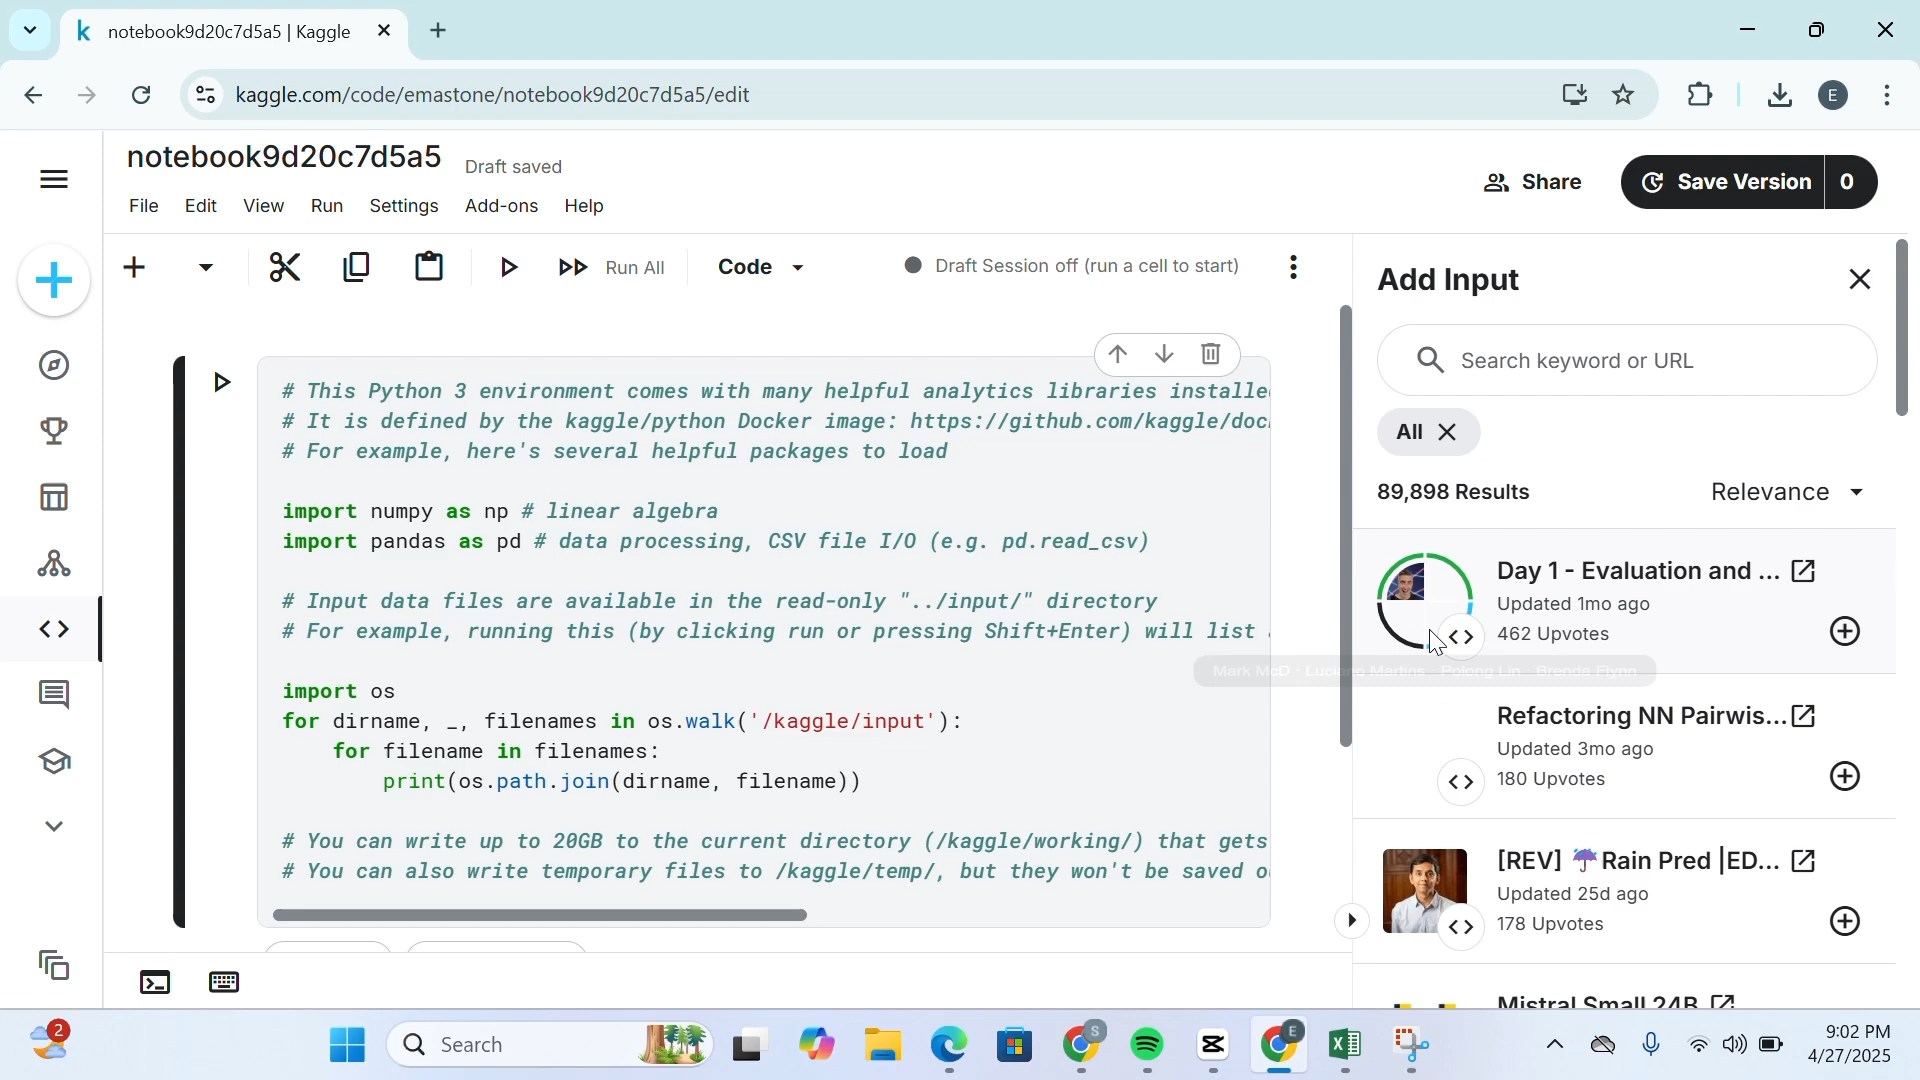 notebook9d20c7d5a5 | Kaggle
kaggle.com/code/emastone/notebook9d20c7d5a5/edit
E
notebook9d20c7d5a5
Draft saved
File Edit View Run Settings Add-ons Help
Share
Save Version 0
Run All
Code
Draft Session off (run a cell to start)
# This Python 3 environment comes with many helpful analytics libraries installe
# It is defined by the kaggle/python Docker image: https://github.com/kaggle/doc
# For example, here's several helpful packages to load
import numpy as np # linear algebra
import pandas as pd # data processing, CSV file I/O (e.g. pd.read_csv)
# Input data files are available in the read-only "../input/" directory
# For example, running this (by clicking run or pressing Shift+Enter) will list
import os
for dirname, _, filenames in os.walk('/kaggle/input'):
for filename in filenames:
print(os.path.join(dirname, filename))
# You can write up to 20GB to the current directory (/kaggle/working/) that gets
# You can also write temporary files to /kaggle/temp/, but they won't be saved o
Add Input
Search keyword or URL
All
89,898 Results
Relevance
Day 1 - Evaluation and ...
Updated 1mo ago
462 Upvotes
Mark McD · Luciano Martins · Polong Lin · Brenda Flynn
Refactoring NN Pairwis...
Updated 3mo ago
180 Upvotes
[REV] ☔Rain Pred |ED...
Updated 25d ago
178 Upvotes
Mistral Small 24B
2
Search
S
E
9:02 PM
4/27/2025